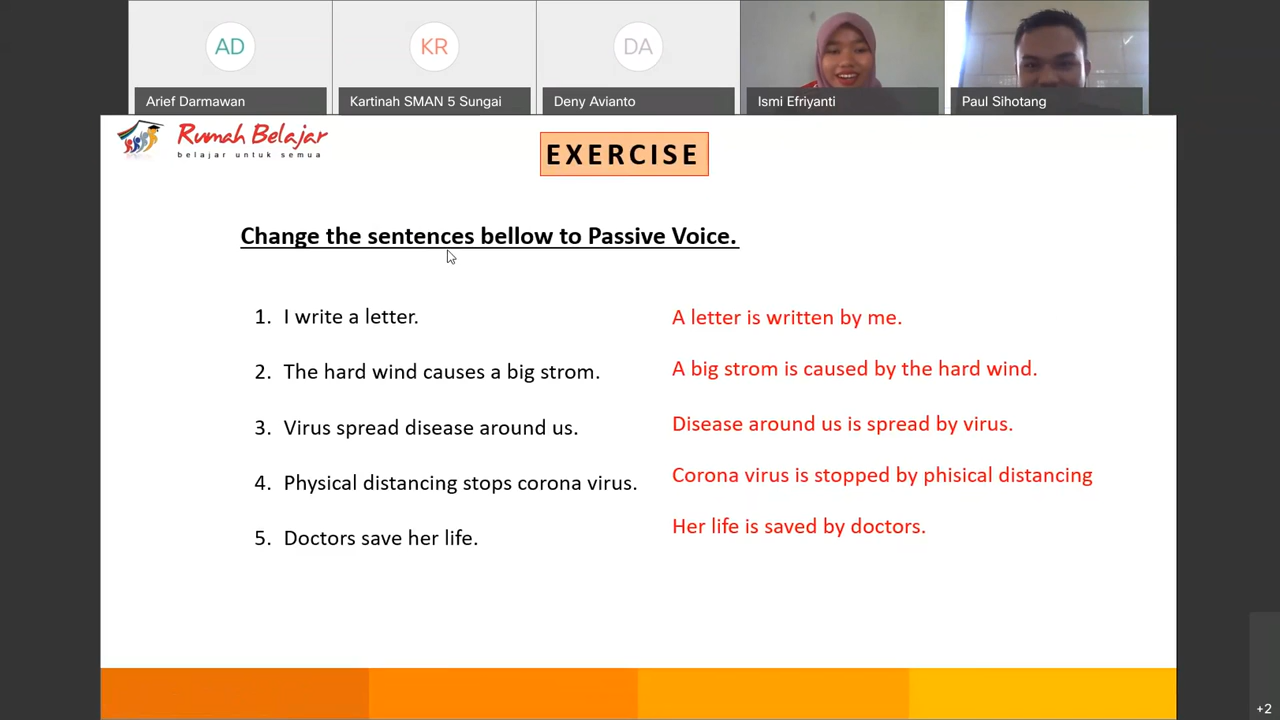 AD
KR
DA
Arief Darmawan
Kartinah SMAN 5 Sungai
Deny Avianto
Ismi Efriyanti
Paul Sihotang
Rumah Belajar
belajar untuk semua
EXERCISE
Change the sentences bellow to Passive Voice.
1. I write a letter.
A letter is written by me.
2. The hard wind causes a big strom.
A big strom is caused by the hard wind.
3. Virus spread disease around us.
Disease around us is spread by virus.
4. Physical distancing stops corona virus.
Corona virus is stopped by phisical distancing
5. Doctors save her life.
Her life is saved by doctors.
+2